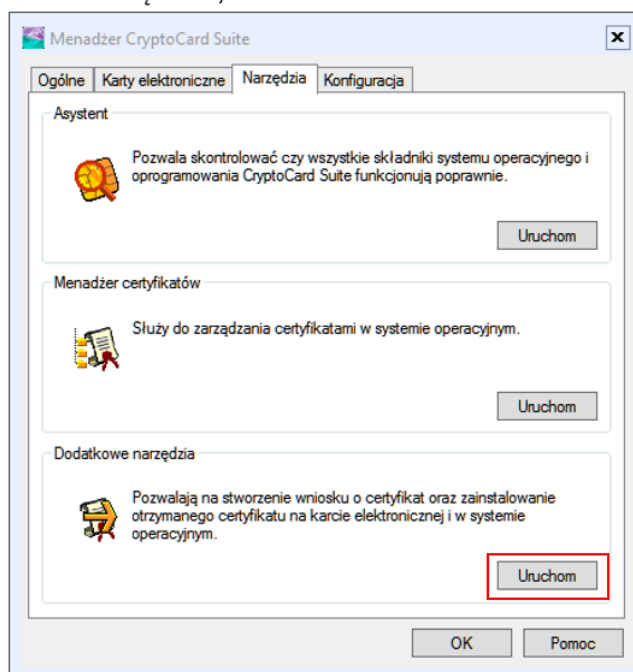 Menadżer CryptoCard Suite
Ogólne Karty elektroniczne Narzędzia Konfiguracja
Asystent
Pozwala skontrolować czy wszystkie składniki systemu operacyjnego i
oprogramowania CryptoCard Suite funkcjonują poprawnie.
Uruchom
Menadżer certyfikatów
Służy do zarządzania certyfikatami w systemie operacyjnym.
Uruchom
Dodatkowe narzędzia
Pozwalają na stworzenie wniosku o certyfikat oraz zainstalowanie
otrzymanego certyfikatu na karcie elektronicznej i w systemie
operacyjnym.
Uruchom
OK Pomoc